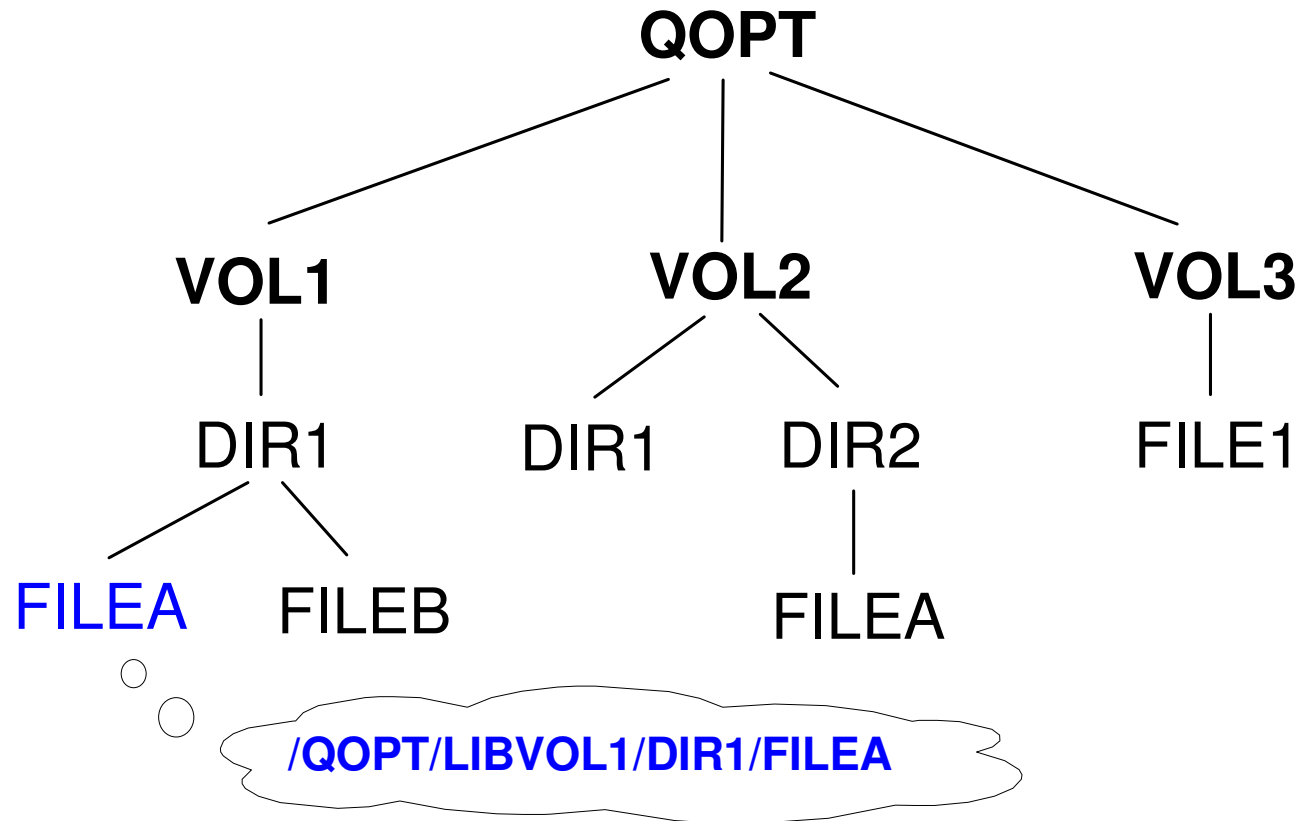 QOPT
VOL1 VOL2 VOL3
DIR1 DIR1 DIR2 FILE1
FILEA FILEB FILEA
/QOPT/LIBVOL1/DIR1/FILEA